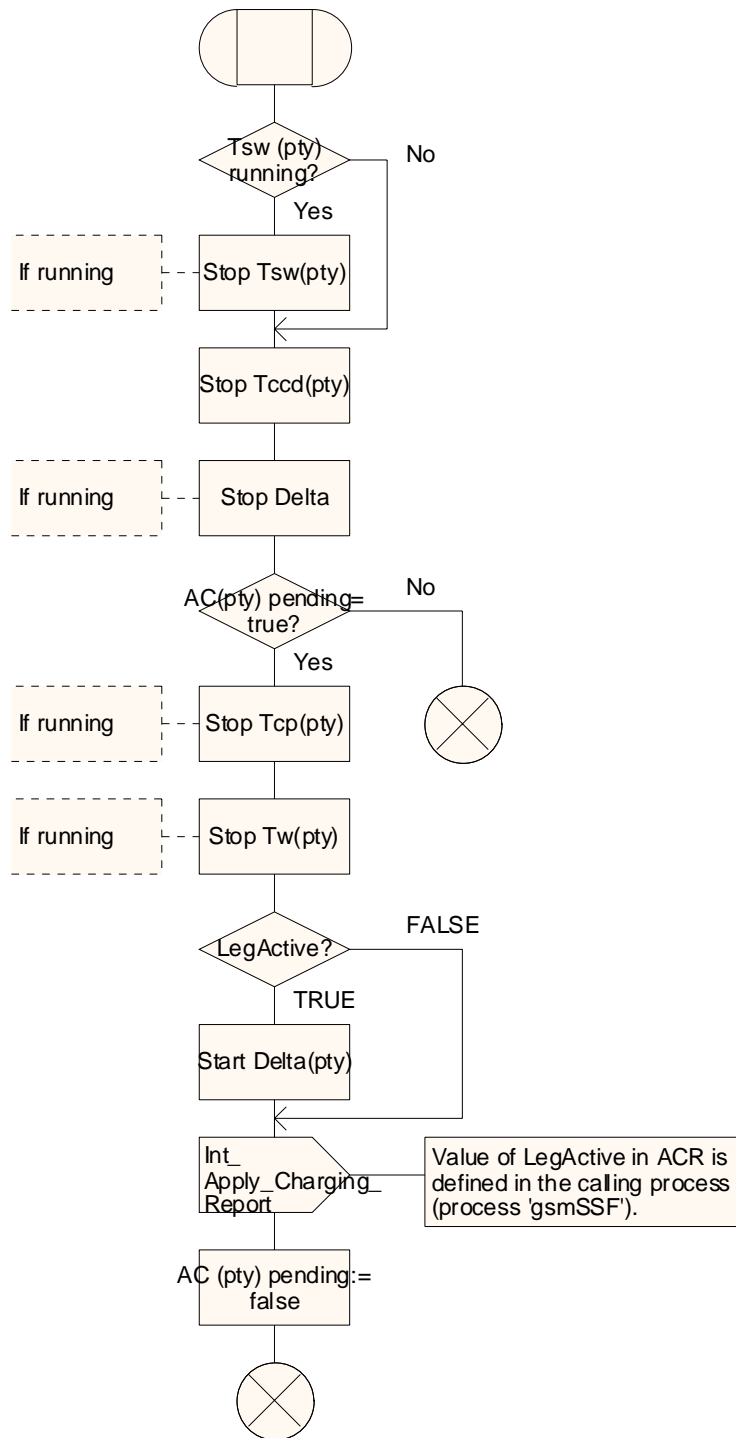 Tsw (pty)
running?
No
Yes
If running
Stop Tsw(pty)
Stop Tccd(pty)
If running
Stop Delta
AC(pty) pending=
true?
No
Yes
If running
Stop Tcp(pty)
If running
Stop Tw(pty)
LegActive?
FALSE
TRUE
Start Delta(pty)
Int_
Apply_Charging_
Report
Value of LegActive in ACR is
defined in the calling process
(process 'gsmSSF').
AC (pty) pending:=
false